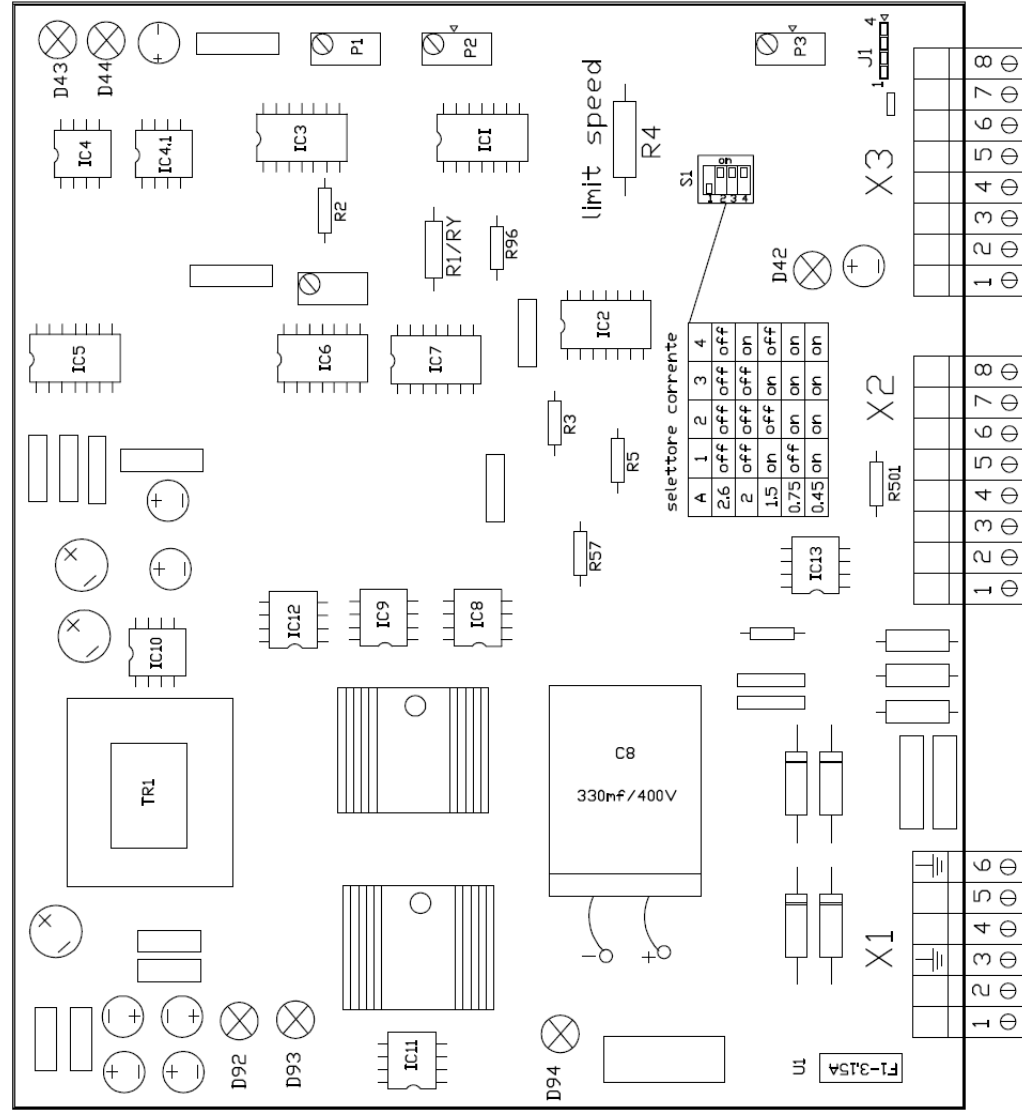 D43
D44
P1
P2
P3
J1
1
4
IC4
IC4.1
IC3
IC1
limit speed
R4
S1
on
1 2 3 4
X3
8
7
6
5
4
3
2
1
R2
R1/RY
R96
D42
IC5
IC6
IC7
IC2
selettore corrente
A 1 2 3 4
2.6 off off off off
2 off off off on
1.5 on off on off
0.75 off on on on
0.45 on on on on
X2
8
7
6
5
4
3
2
1
R3
R5
R501
R57
IC13
IC12
IC9
IC8
IC10
TR1
C8
330mf/400V
- +
X1
6
5
4
3
2
1
D92
D93
IC11
D94
U1
F1-3,15A